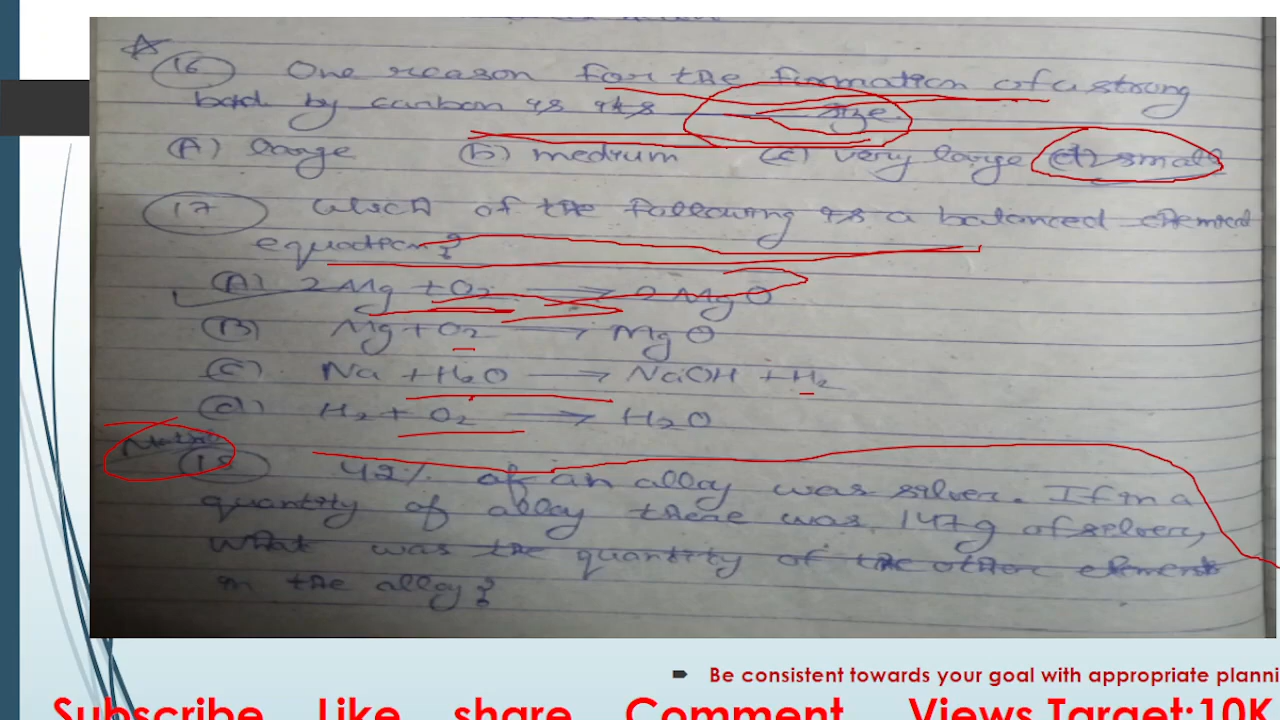 16 One reason for the formation of a strong
bond by carbon is its size.
(A) large (b) medium (c) very large (d) small
17 Which of the following is a balanced chemical
equation?
(A) 2Mg + O2 → 2MgO
(B) Mg + O2 → MgO
(C) Na + H2O → NaOH + H2
(d) H2 + O2 → H2O
Maths
18 42% of an alloy was silver. If in a
quantity of alloy there was 147g of silver,
what was the quantity of the other elements
in the alloy?
Be consistent towards your goal with appropriate planni
Subscribe Like share Comment Views Target:10K